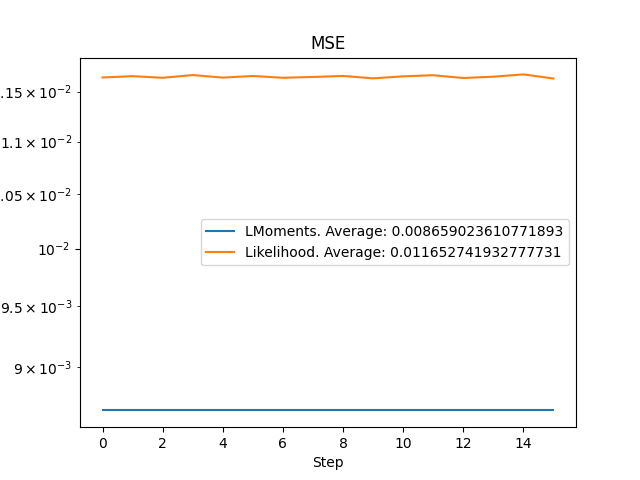 MSE
.15 × 10⁻²
1.1 × 10⁻²
.05 × 10⁻²
10⁻²
9.5 × 10⁻³
9 × 10⁻³
LMoments. Average: 0.008659023610771893
Likelihood. Average: 0.011652741932777731
0 2 4 6 8 10 12 14
Step